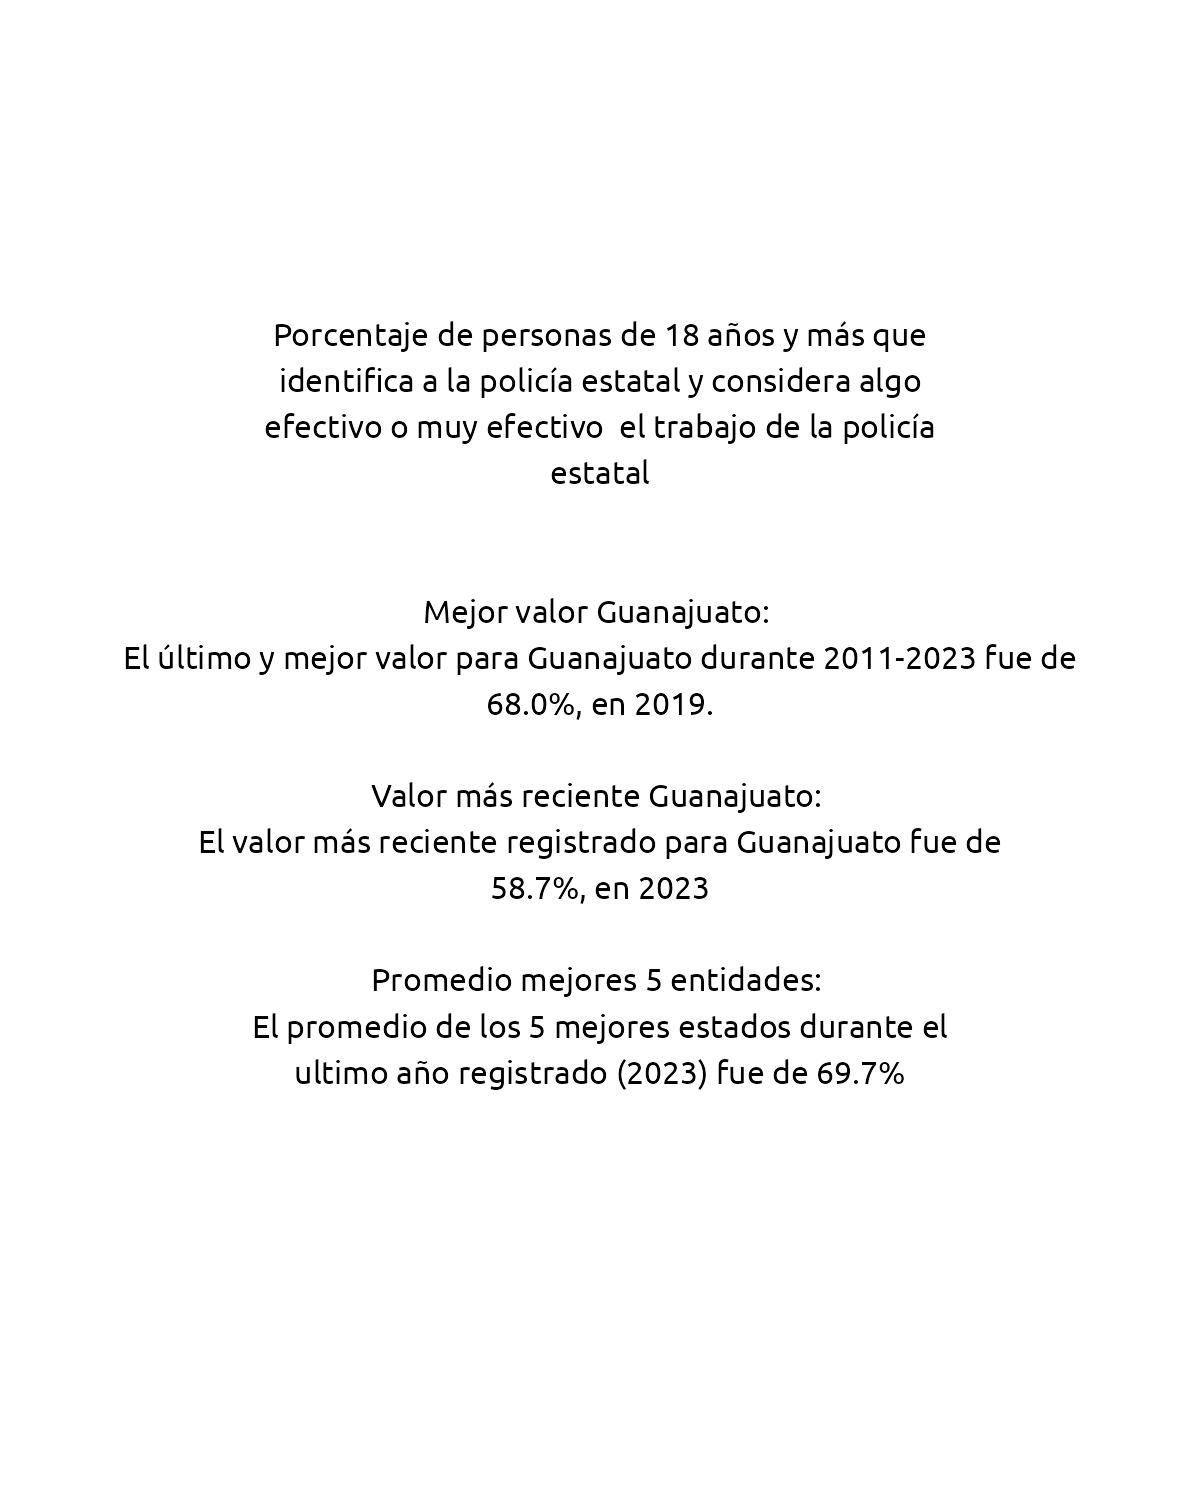 Porcentaje de personas de 18 años y más que
identifica a la policía estatal y considera algo
efectivo o muy efectivo  el trabajo de la policía
estatal
Mejor valor Guanajuato:
El último y mejor valor para Guanajuato durante 2011-2023 fue de
68.0%, en 2019.
Valor más reciente Guanajuato:
El valor más reciente registrado para Guanajuato fue de
58.7%, en 2023
Promedio mejores 5 entidades:
El promedio de los 5 mejores estados durante el
ultimo año registrado (2023) fue de 69.7%